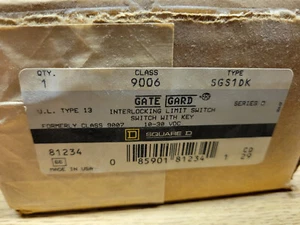 QTY. CLASS TYPE
1 9006 SGS1DK
GATE GARD
U.L. TYPE 13 INTERLOCKING LIMIT SWITCH SERIES
SWITCH WITH KEY
FORMERLY CLASS 9007 10-30 VDC
D SQUARE D
81234
MADE IN USA
0 85901 81234 1